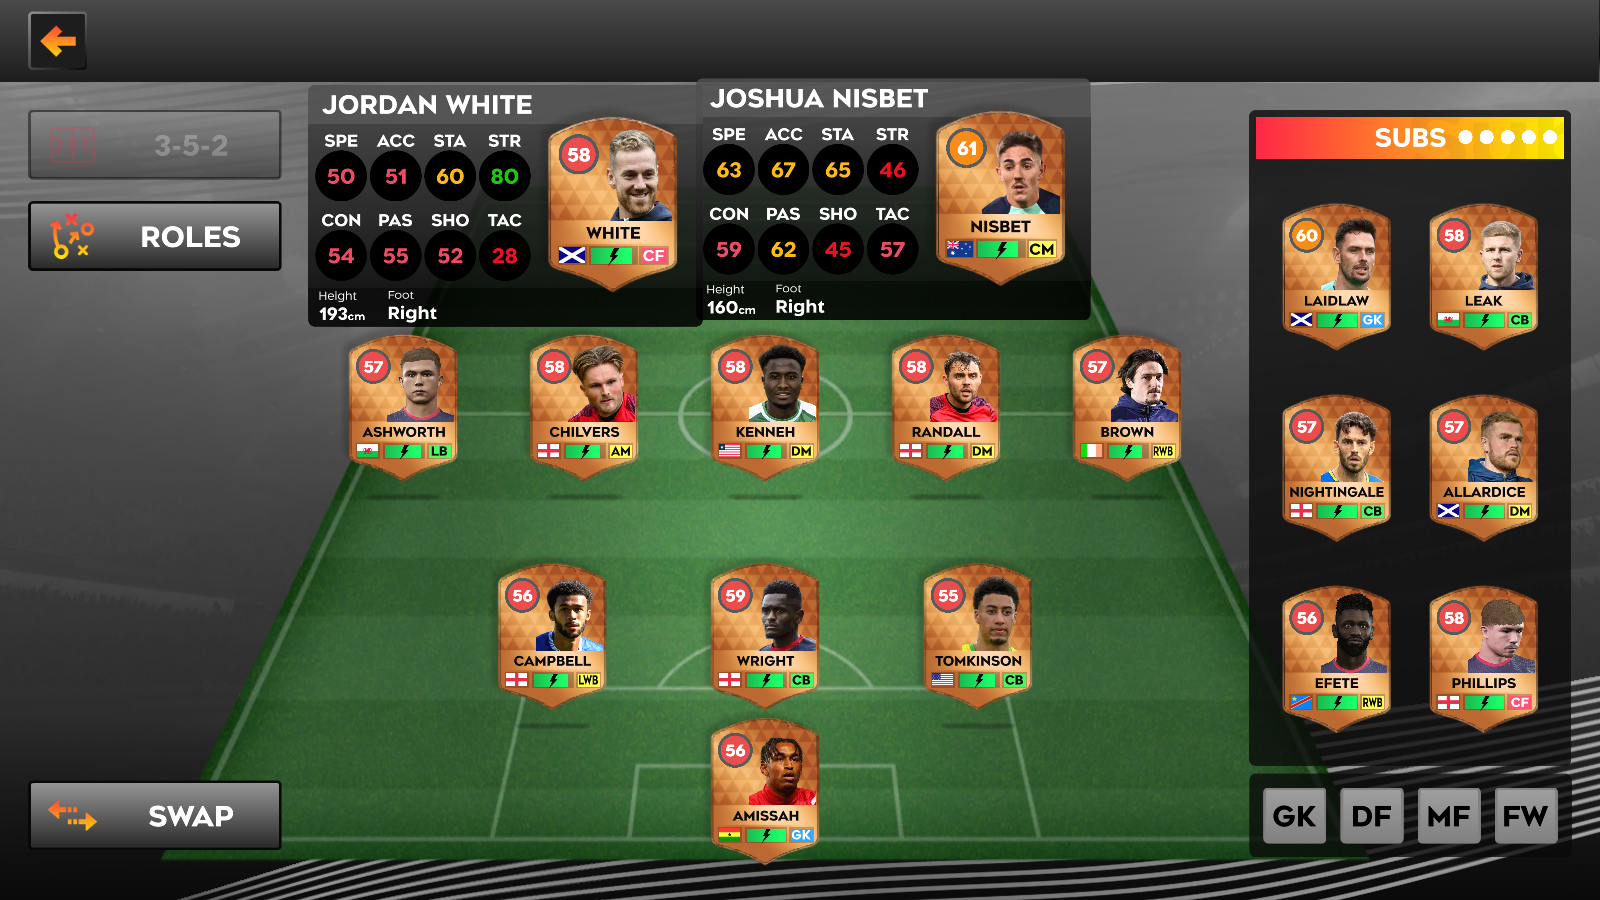 3-5-2
ROLES
SWAP
JORDAN WHITE
SPE ACC STA STR
50 51 60 80
CON PAS SHO TAC
54 55 52 28
Height Foot
193cm Right
58
WHITE
CF
JOSHUA NISBET
SPE ACC STA STR
63 67 65 46
CON PAS SHO TAC
59 62 45 57
Height Foot
160cm Right
61
NISBET
CM
57
ASHWORTH
LB
58
CHILVERS
AM
58
KENNEH
DM
58
RANDALL
DM
57
BROWN
RWB
56
CAMPBELL
LWB
59
WRIGHT
CB
55
TOMKINSON
CB
56
AMISSAH
GK
SUBS
60
LAIDLAW
GK
58
LEAK
CB
57
NIGHTINGALE
CB
57
ALLARDICE
DM
56
EFETE
RWB
58
PHILLIPS
CF
GK DF MF FW